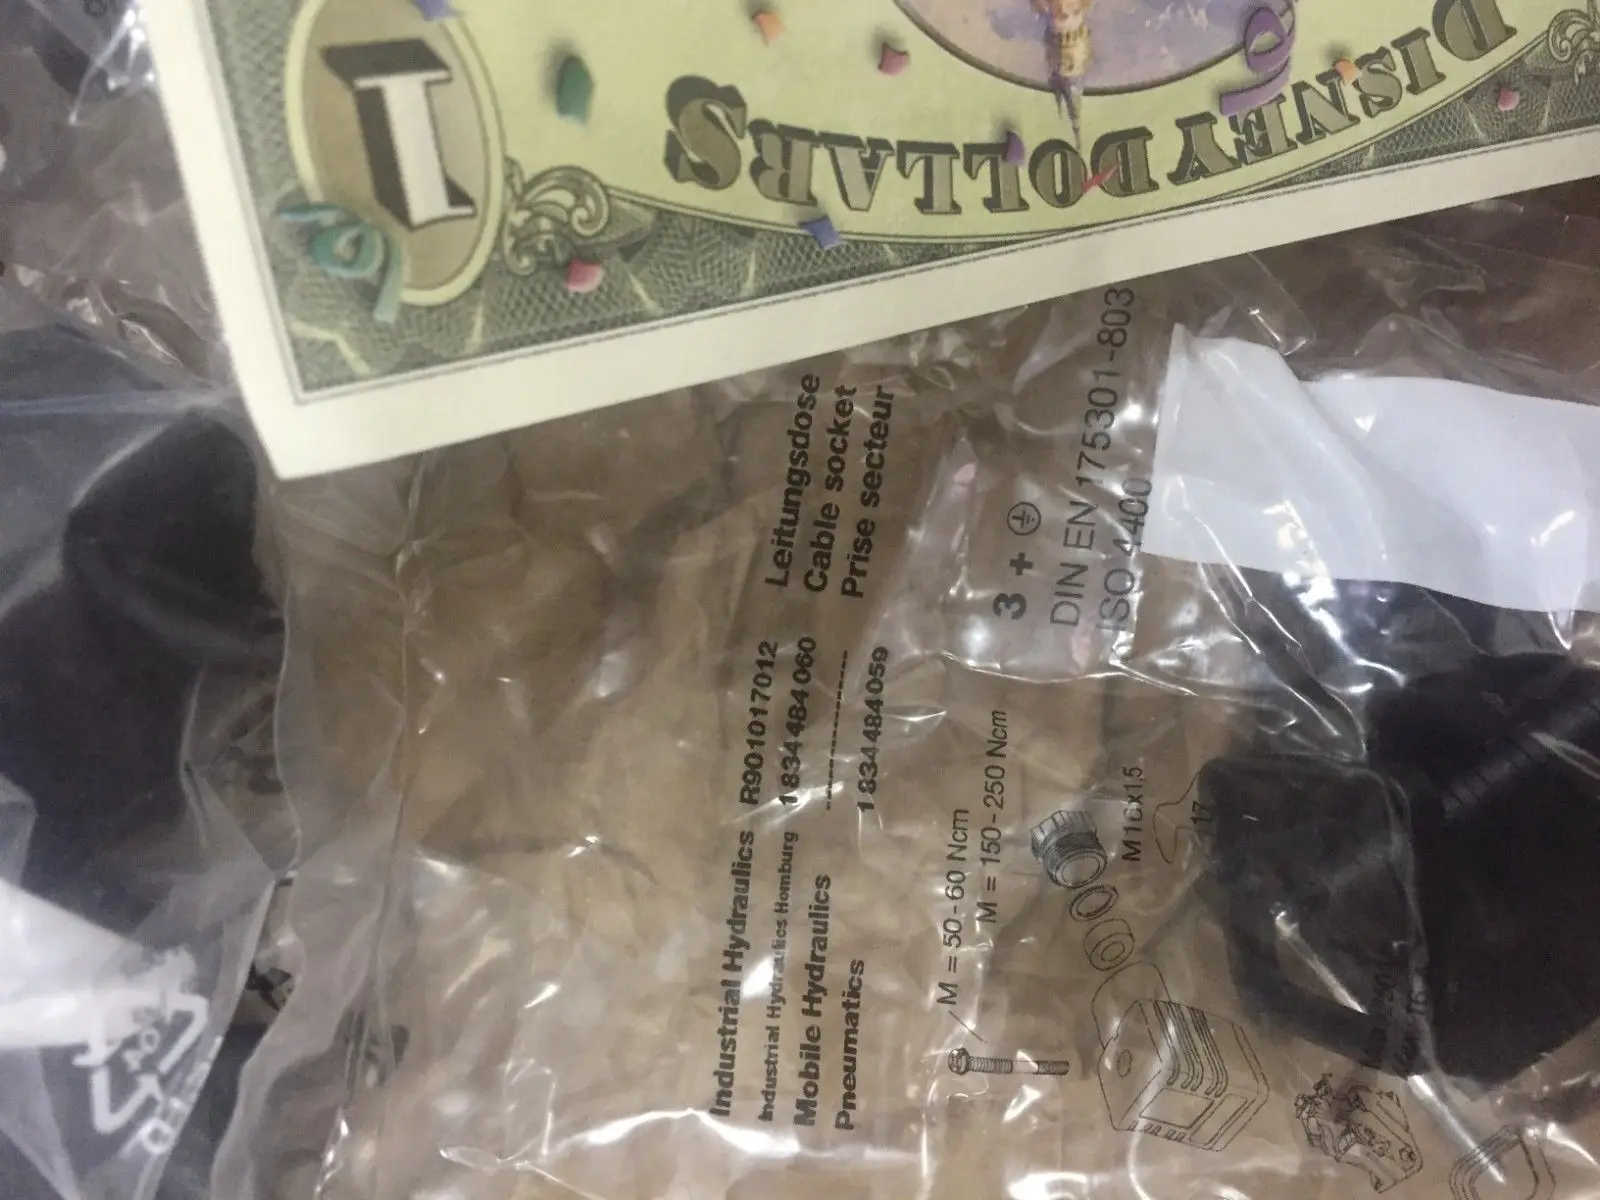 1
DISNEY DOLLARS
Industrial Hydraulics R901017012 Leitungsdose
Industrial Hydraulics Homburg 1 834 484 060 Cable socket
Mobile Hydraulics ------------ Prise secteur
Pneumatics 1 834 484 059
M = 50-60 Ncm
M = 150-250 Ncm
3 +
DIN EN 175301-803
ISO 4400
M16x1,5
17
04